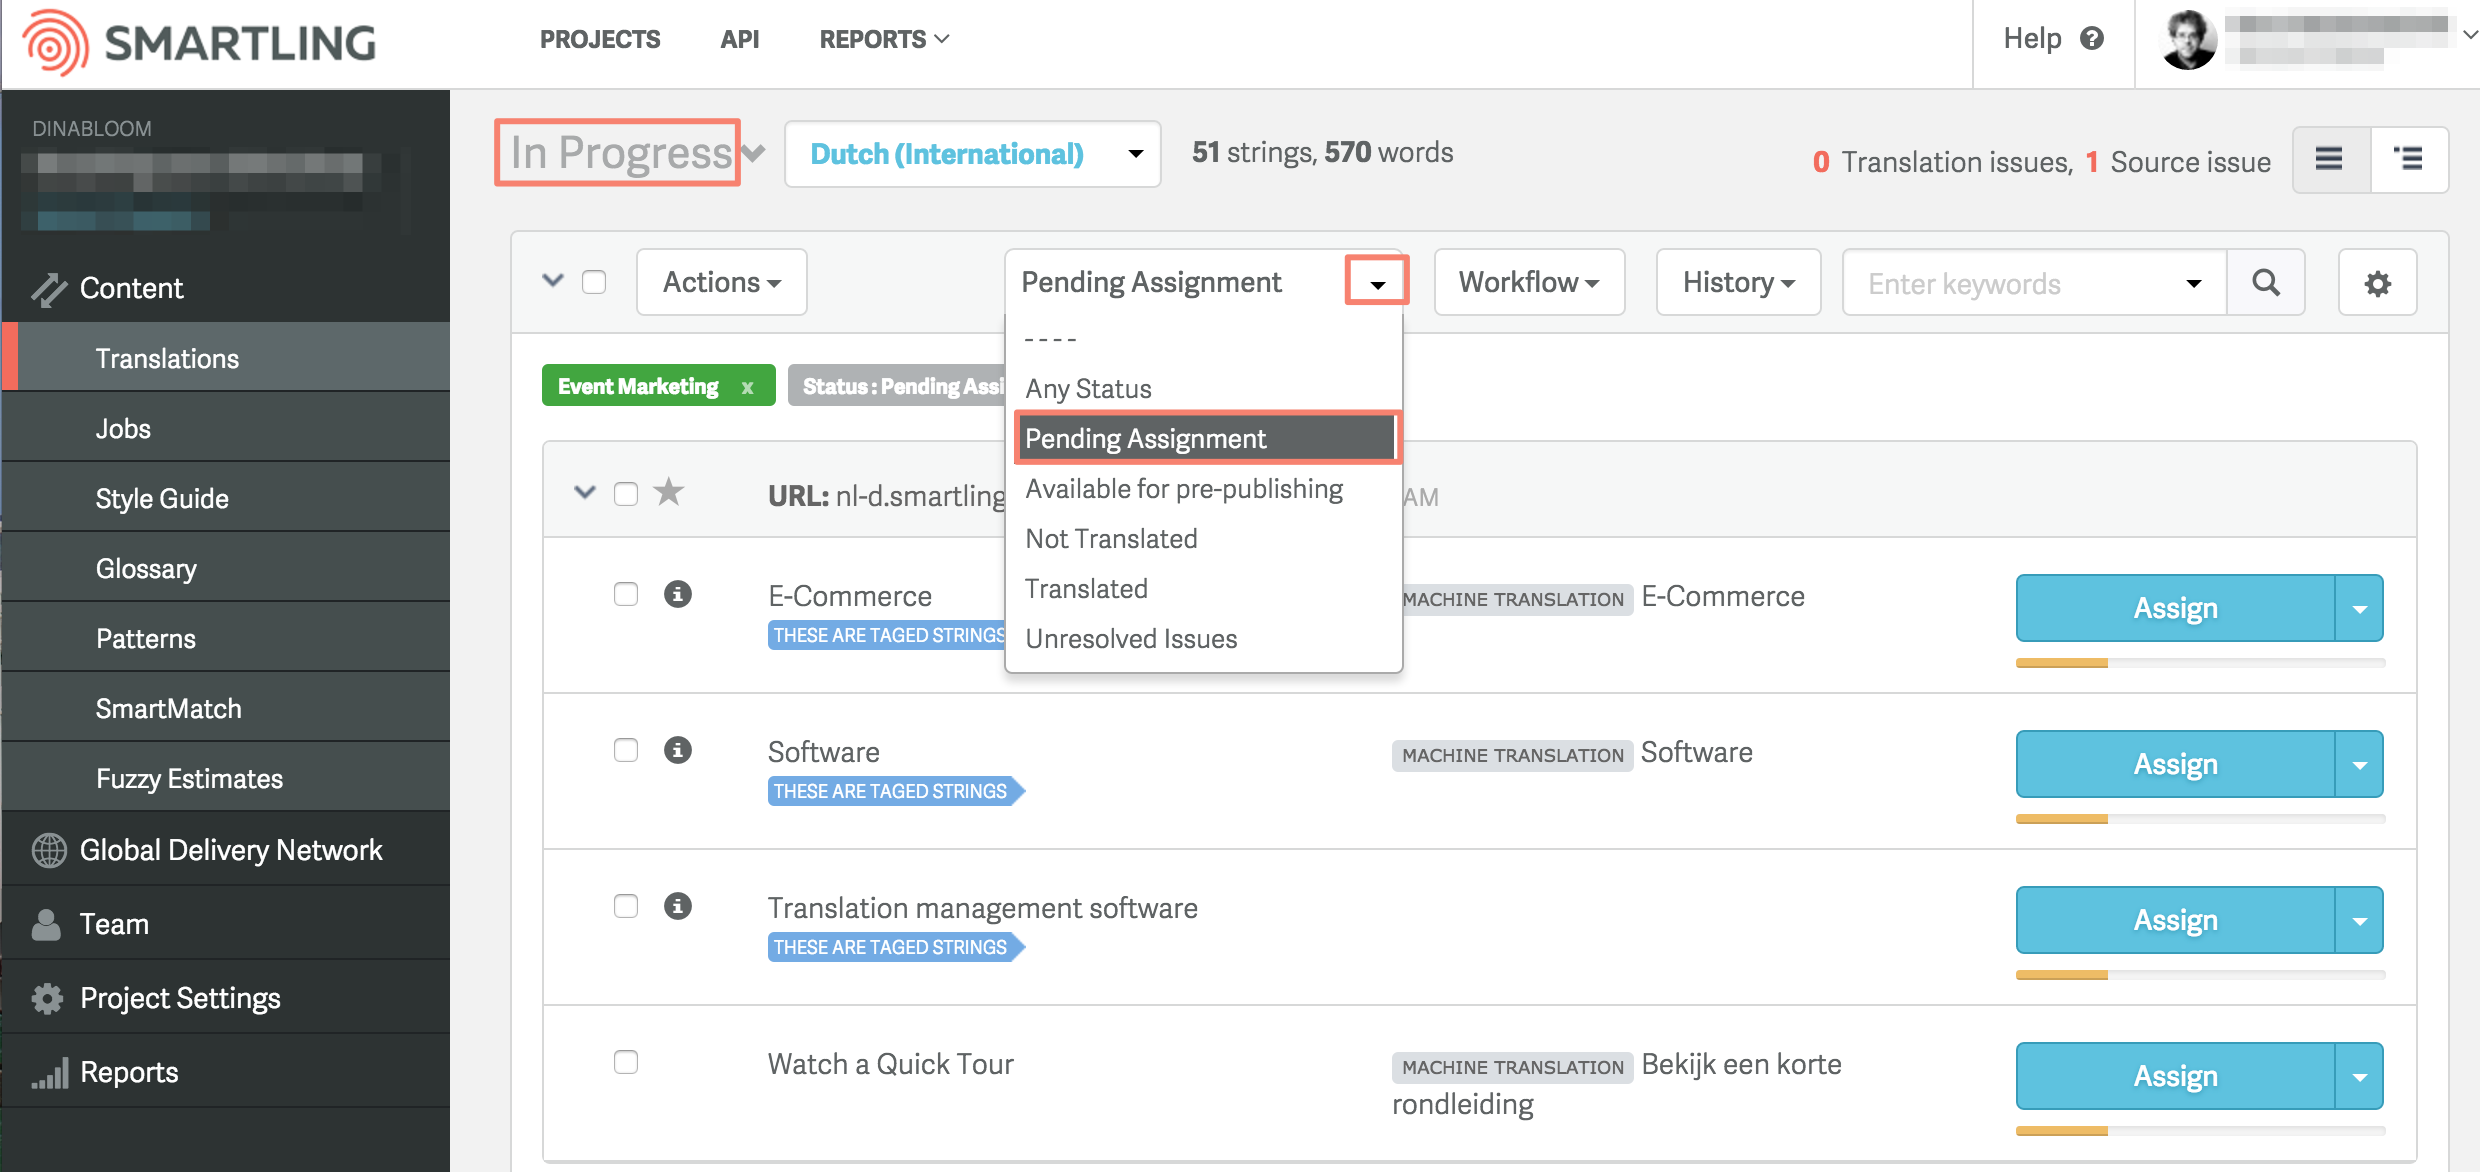 SMARTLING
PROJECTS API REPORTS Help
DINABLOOM
In Progress Dutch (International) 51 strings, 570 words 0 Translation issues, 1 Source issue
Content
Translations
Jobs
Style Guide
Glossary
Patterns
SmartMatch
Fuzzy Estimates
Global Delivery Network
Team
Project Settings
Reports
Actions Pending Assignment Workflow History Enter keywords
----
Any Status
Pending Assignment
Available for pre-publishing
Not Translated
Translated
Unresolved Issues
Event Marketing x Status : Pending Assi
URL: nl-d.smartling AM
E-Commerce MACHINE TRANSLATION E-Commerce Assign
THESE ARE TAGED STRINGS
Software MACHINE TRANSLATION Software Assign
THESE ARE TAGED STRINGS
Translation management software Assign
THESE ARE TAGED STRINGS
Watch a Quick Tour MACHINE TRANSLATION Bekijk een korte Assign
rondleiding